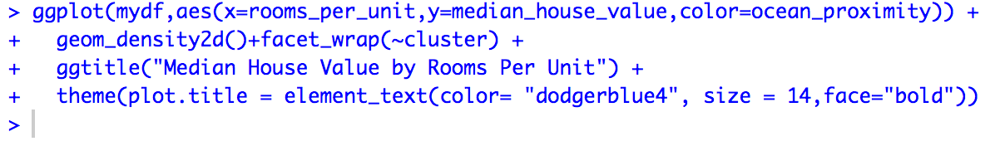 > ggplot(mydf,aes(x=rooms_per_unit,y=median_house_value,color=ocean_proximity)) +
+   geom_density2d()+facet_wrap(~cluster) +
+   ggtitle("Median House Value by Rooms Per Unit") +
+   theme(plot.title = element_text(color= "dodgerblue4", size = 14,face="bold"))
>